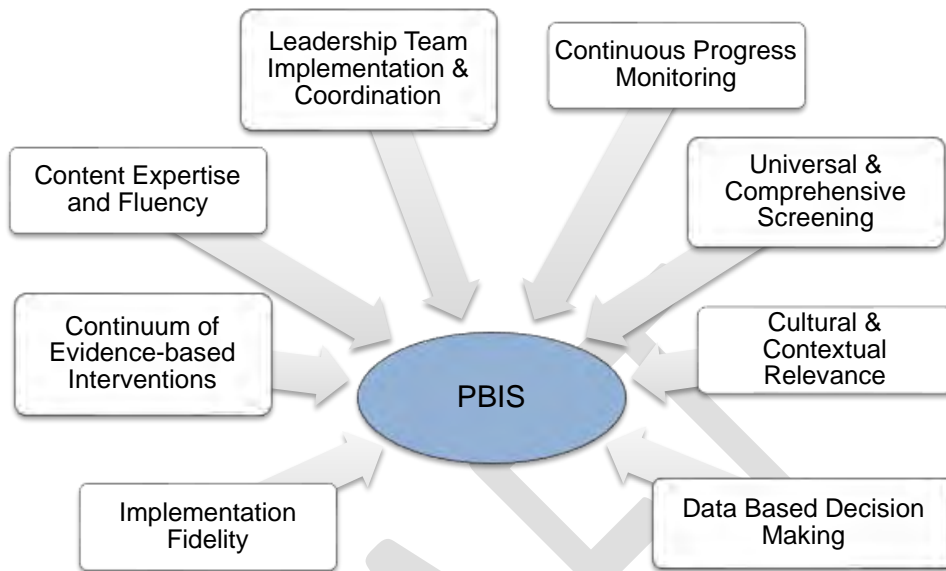 Leadership Team
Implementation &
Coordination
Continuous Progress
Monitoring
Content Expertise
and Fluency
Universal &
Comprehensive
Screening
Continuum of
Evidence-based
Interventions
Cultural &
Contextual
Relevance
PBIS
Implementation
Fidelity
Data Based Decision
Making